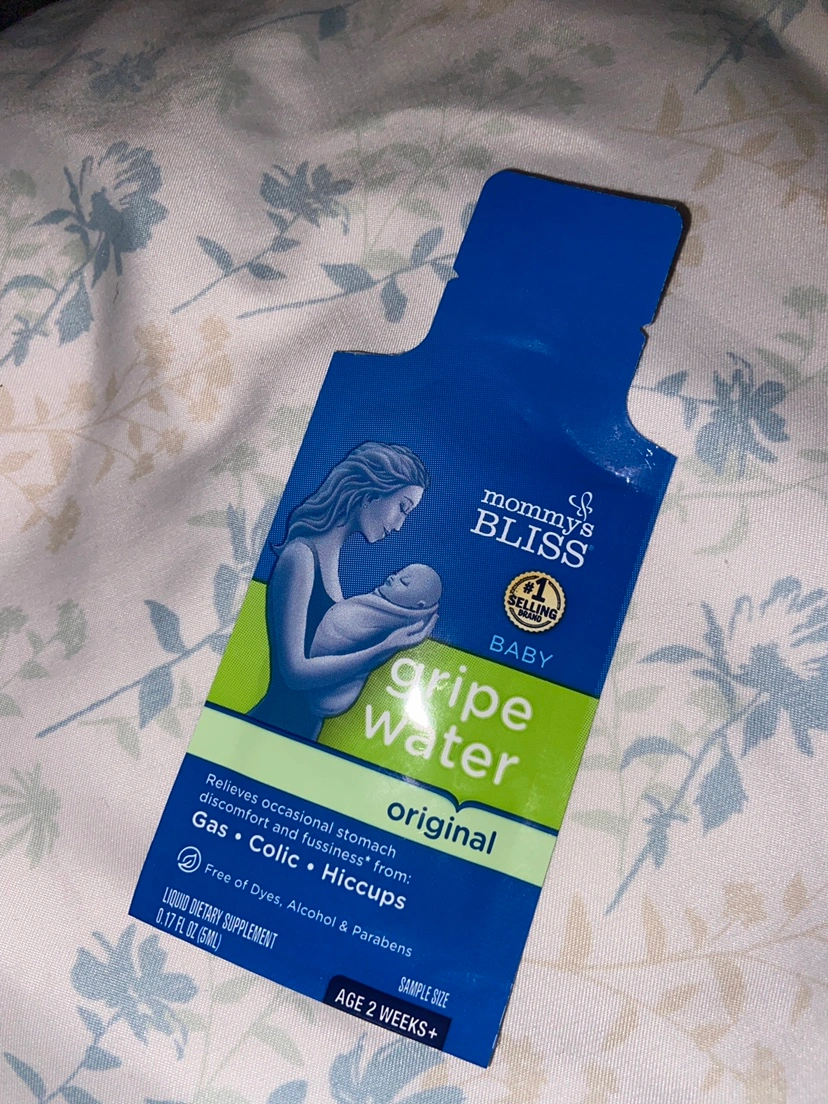 mommy's
BLISS®
#1
SELLING
BRAND
BABY
gripe
water
original
Relieves occasional stomach
discomfort and fussiness* from:
Gas • Colic • Hiccups
Free of Dyes, Alcohol & Parabens
LIQUID DIETARY SUPPLEMENT
0.17 FL OZ (5ML)
SAMPLE SIZE
AGE 2 WEEKS+